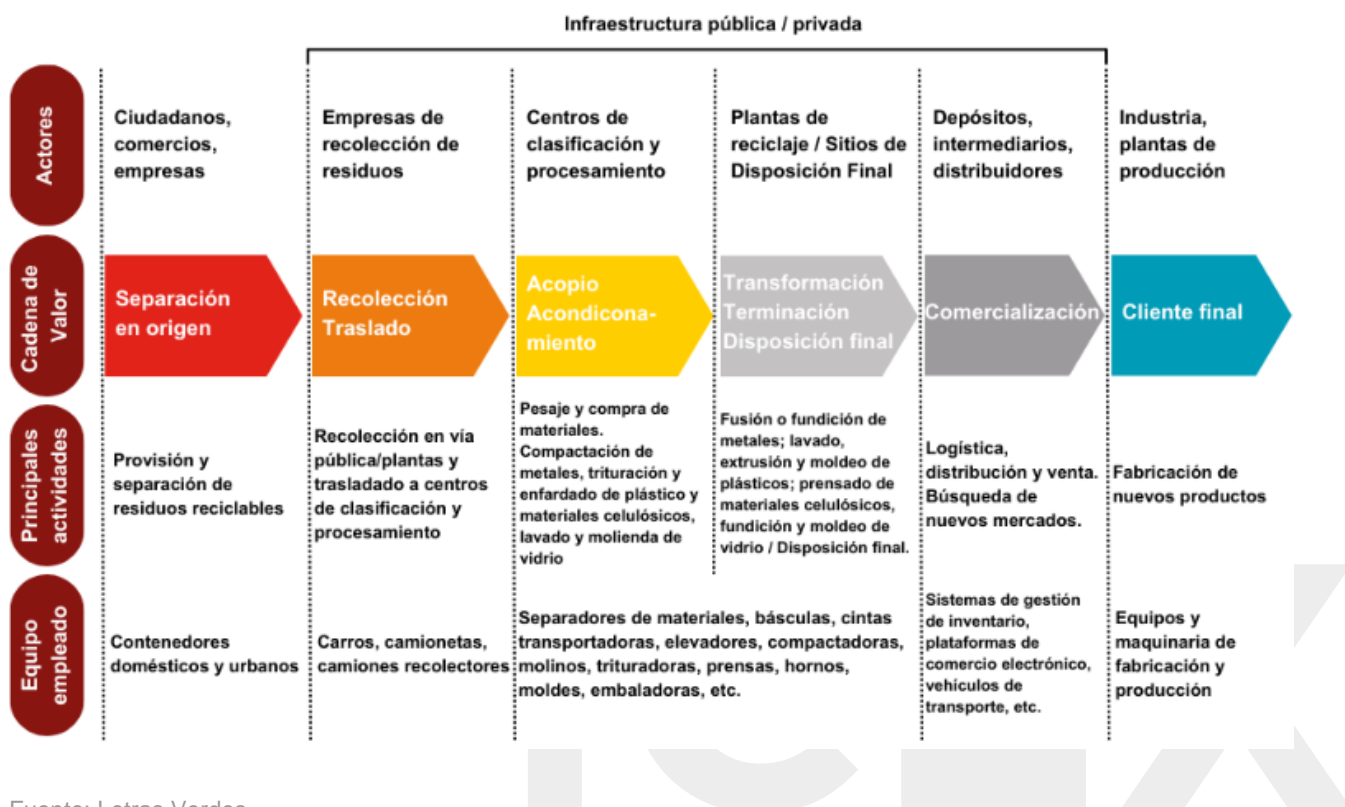 Infraestructura pública / privada
Actores
Ciudadanos,
comercios,
empresas
Empresas de
recolección de
residuos
Centros de
clasificación y
procesamiento
Plantas de
reciclaje / Sitios de
Disposición Final
Depósitos,
intermediarios,
distribuidores
Industria,
plantas de
producción
Cadena de
Valor
Separación
en origen
Recolección
Traslado
Acopio
Acondicona-
miento
Transformación
Terminación
Disposición final
Comercialización
Cliente final
Principales
actividades
Provisión y
separación de
residuos reciclables
Recolección en vía
pública/plantas y
trasladado a centros
de clasificación y
procesamiento
Pesaje y compra de
materiales.
Compactación de
metales, trituración y
enfardado de plástico y
materiales celulósicos,
lavado y molienda de
vidrio
Fusión o fundición de
metales; lavado,
extrusión y moldeo de
plásticos; prensado de
materiales celulósicos,
fundición y moldeo de
vidrio / Disposición final.
Logística,
distribución y venta.
Búsqueda de
nuevos mercados.
Fabricación de
nuevos productos
Equipo
empleado
Contenedores
domésticos y urbanos
Carros, camionetas,
camiones recolectores
Separadores de materiales, básculas, cintas
transportadoras, elevadores, compactadoras,
molinos, trituradoras, prensas, hornos,
moldes, embaladoras, etc.
Sistemas de gestión
de inventario,
plataformas de
comercio electrónico,
vehículos de
transporte, etc.
Equipos y
maquinaria de
fabricación y
producción
Fuente: Letras Verdes